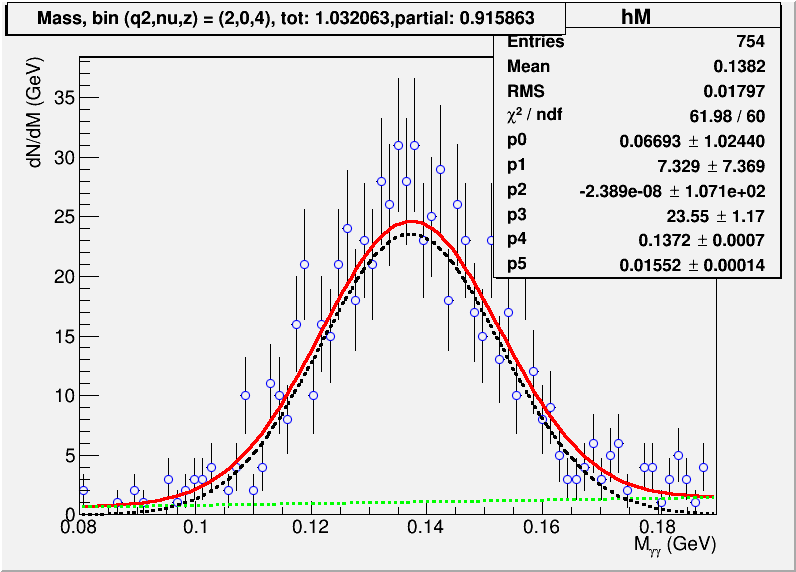 Mass, bin (q2,nu,z) = (2,0,4), tot: 1.032063,partial: 0.915863
hM
Entries 754
Mean 0.1382
RMS 0.01797
χ² / ndf 61.98 / 60
p0 0.06693 ± 1.02440
p1 7.329 ± 7.369
p2 -2.389e-08 ± 1.071e+02
p3 23.55 ± 1.17
p4 0.1372 ± 0.0007
p5 0.01552 ± 0.00014
dN/dM (GeV)
35
30
25
20
15
10
5
0
0.08 0.1 0.12 0.14 0.16 0.18
Mγγ (GeV)